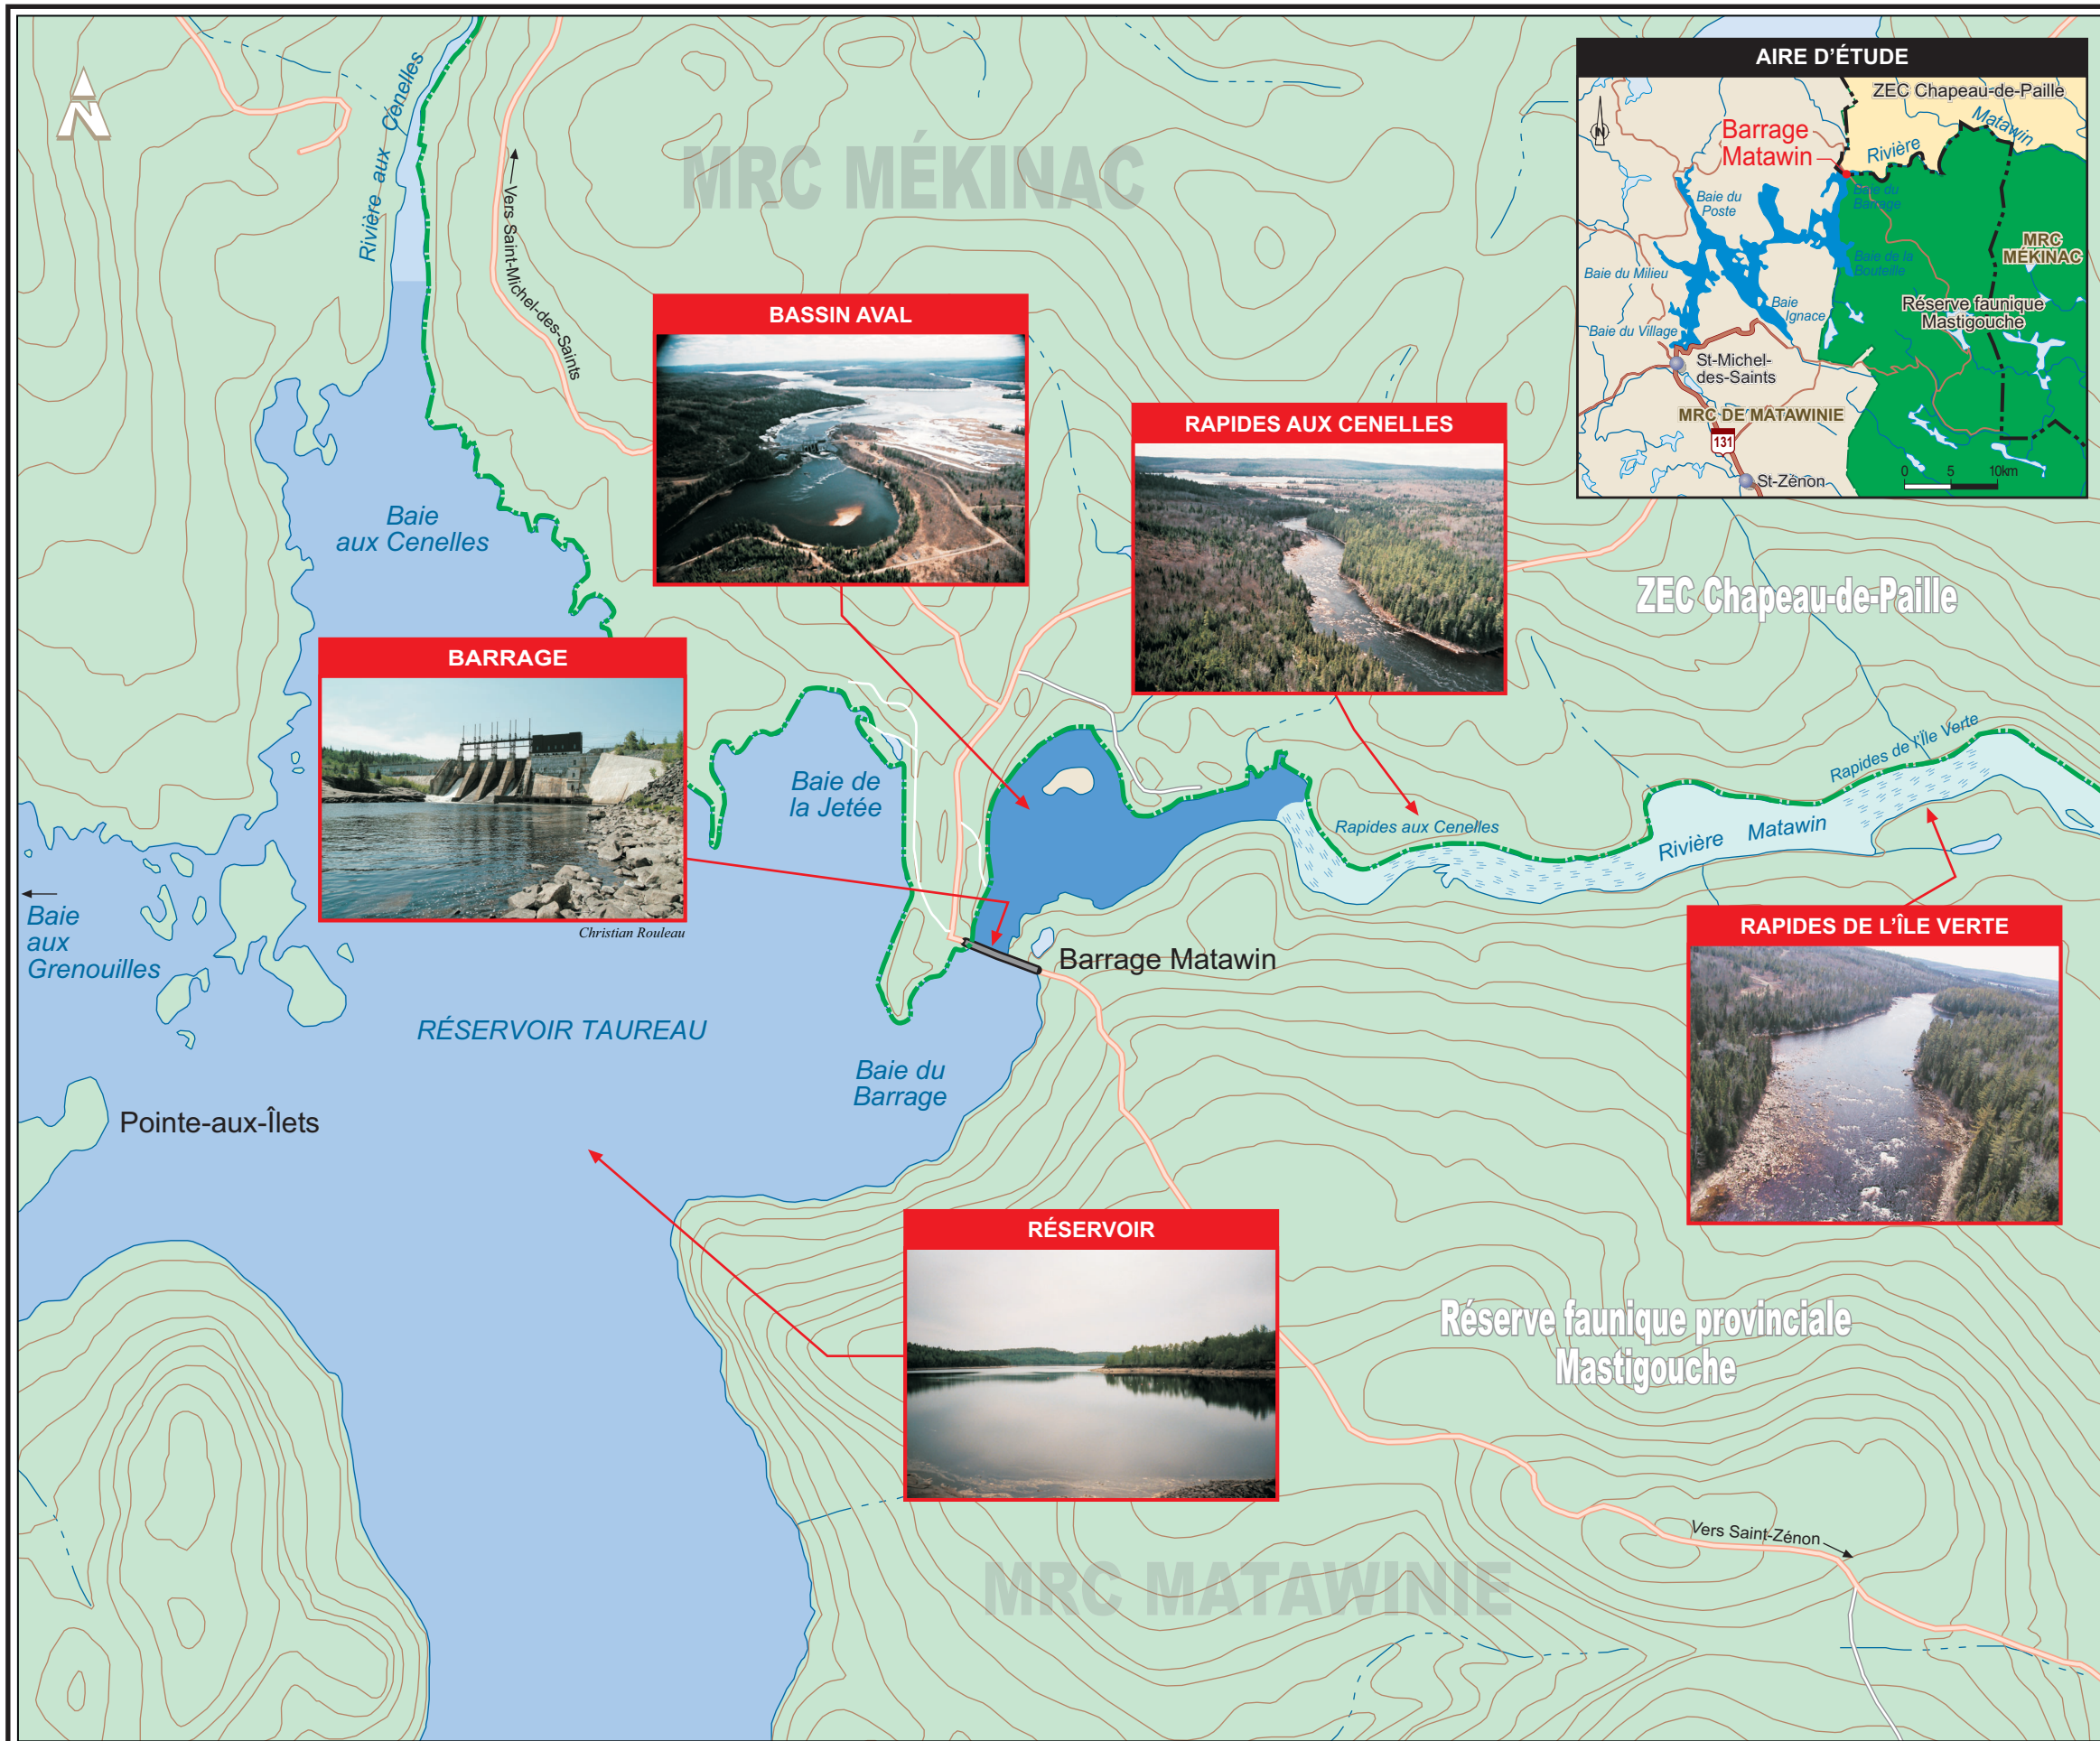 AIRE D'ÉTUDE
ZEC Chapeau-de-Paille
Barrage
Matawin
Rivière
Matawin
Baie du
Barrage
Baie du
Poste
MRC
MÉKINAC
Baie de la
Bouteille
Baie du Milieu
Baie
Ignace
Réserve faunique
Mastigouche
Baie du Village
St-Michel-
des-Saints
MRC DE MATAWINIE
131
0 5 10km
St-Zénon
N
N
Rivière aux Cenelles
Vers Saint-Michel-des-Saints
MRC MÉKINAC
BASSIN AVAL
RAPIDES AUX CENELLES
Baie
aux Cenelles
ZEC Chapeau-de-Paille
BARRAGE
Christian Rouleau
Baie de
la Jetée
Rapides de l'Île Verte
Rapides aux Cenelles
Rivière Matawin
Baie
aux
Grenouilles
Barrage Matawin
RAPIDES DE L'ÎLE VERTE
RÉSERVOIR TAUREAU
Baie du
Barrage
Pointe-aux-Îlets
RÉSERVOIR
Réserve faunique provinciale
Mastigouche
Vers Saint-Zénon
MRC MATAWINIE